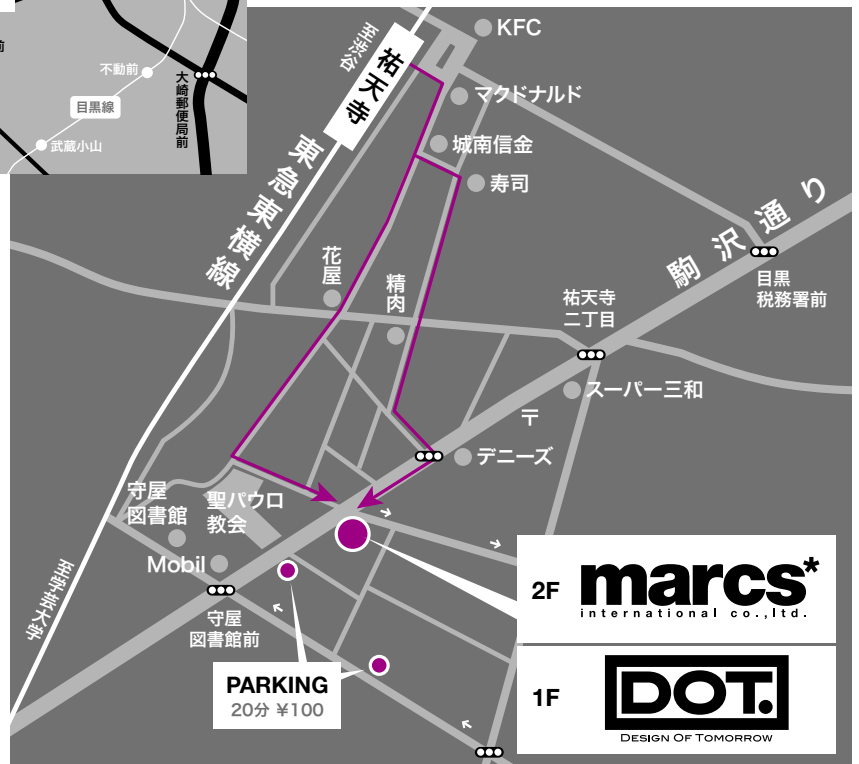 前
不動前
目黒線
武蔵小山
大崎郵便局前
KFC
至渋谷
祐天寺
マクドナルド
城南信金
寿司
東急東横線
駒沢通り
花屋
精肉
目黒
税務署前
祐天寺
二丁目
スーパー三和
〒
デニーズ
守屋
図書館
聖パウロ
教会
Mobil
至学芸大学
守屋
図書館前
PARKING
20分 ¥100
2F
marcs*
international co.,ltd.
1F
DOT.
DESIGN OF TOMORROW